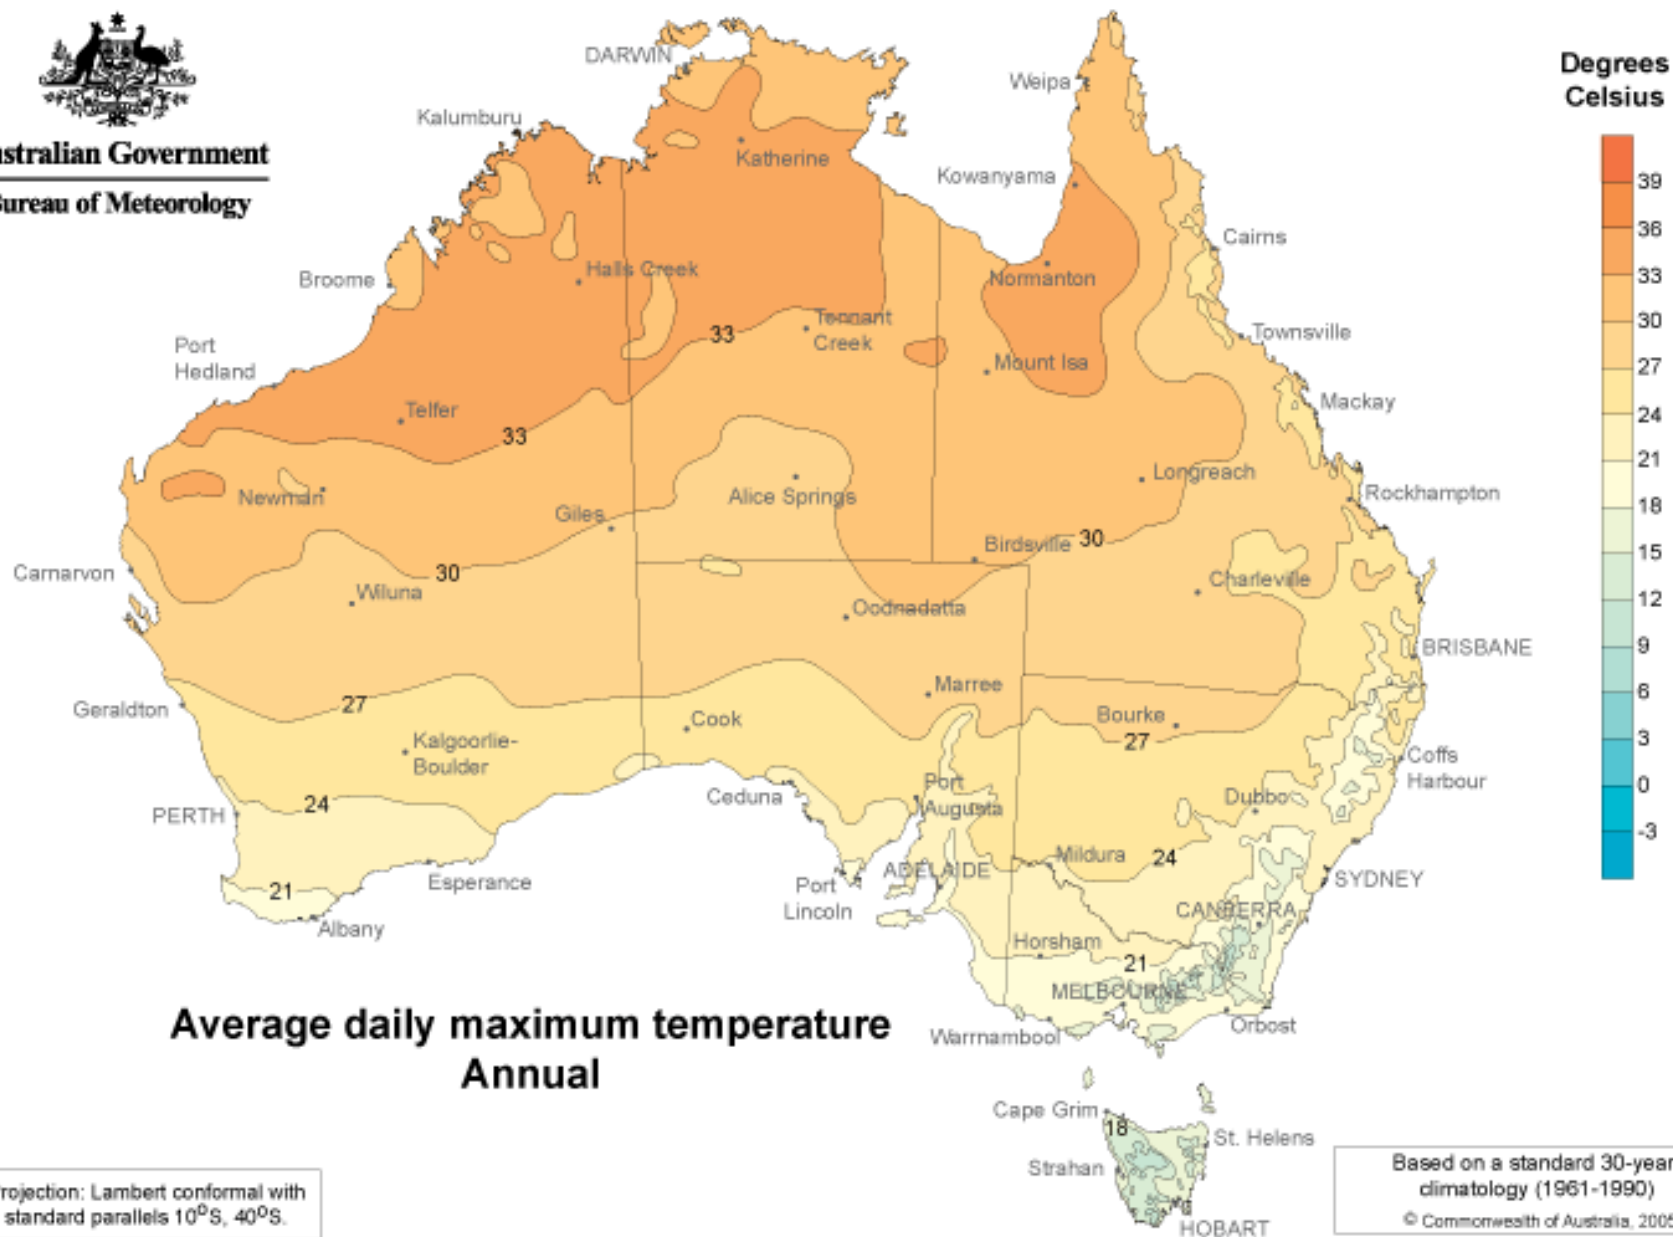 DARWIN
Degrees
Celsius
Weipa
Kalumburu
ustralian Government
Katherine
Kowanyama
39
Bureau of Meteorology
36
Cairns
Broome
Halls Creek
Normanton
33
33
Tennant
Creek
30
Townsville
Port
Hedland
Mount Isa
27
Telfer
Mackay
24
33
21
Newman
Alice Springs
Longreach
Rockhampton
18
Giles
Birdsville
30
15
Carnarvon
30
Wiluna
Charleville
12
Oodnadatta
9
BRISBANE
Marree
6
Geraldton
27
Cook
Bourke
27
3
Kalgoorlie-
Boulder
Coffs
Harbour
0
PERTH
24
Ceduna
Port
Augusta
Dubbo
-3
21
Esperance
Port
Lincoln
ADELAIDE
Mildura
24
SYDNEY
Albany
CANBERRA
Horsham
21
MELBOURNE
Average daily maximum temperature
Annual
Warrnambool
Orbost
Cape Grim
18
St. Helens
Strahan
HOBART
Projection: Lambert conformal with
standard parallels 10°S, 40°S.
Based on a standard 30-year
climatology (1961-1990)
© Commonwealth of Australia, 2005